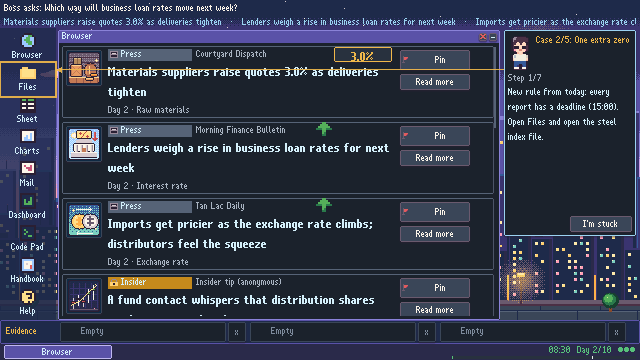 Boss asks: Which way will business loan rates move next week?
Materials suppliers raise quotes 3.0% as deliveries tighten · Lenders weigh a rise in business loan rates for next week · Imports get pricier as the exchange rate cl
Browser
Files
Sheet
Charts
Mail
Dashboard
Code Pad
Handbook
Help
Browser
Press
Courtyard Dispatch
3.0%
Materials suppliers raise quotes 3.0% as deliveries
tighten
Day 2 · Raw materials
Pin
Read more
Press
Morning Finance Bulletin
Lenders weigh a rise in business loan rates for next
week
Day 2 · Interest rate
Pin
Read more
Press
Tan Lac Daily
Imports get pricier as the exchange rate climbs;
distributors feel the squeeze
Day 2 · Exchange rate
Pin
Read more
Insider
Insider tip (anonymous)
A fund contact whispers that distribution shares
Pin
Read more
Case 2/5: One extra zero
Step 1/7
New rule from today: every
report has a deadline (15:00).
Open Files and open the steel
index file.
I'm stuck
Evidence
Empty
x
Empty
x
Empty
x
Browser
08:30 Day 2/10